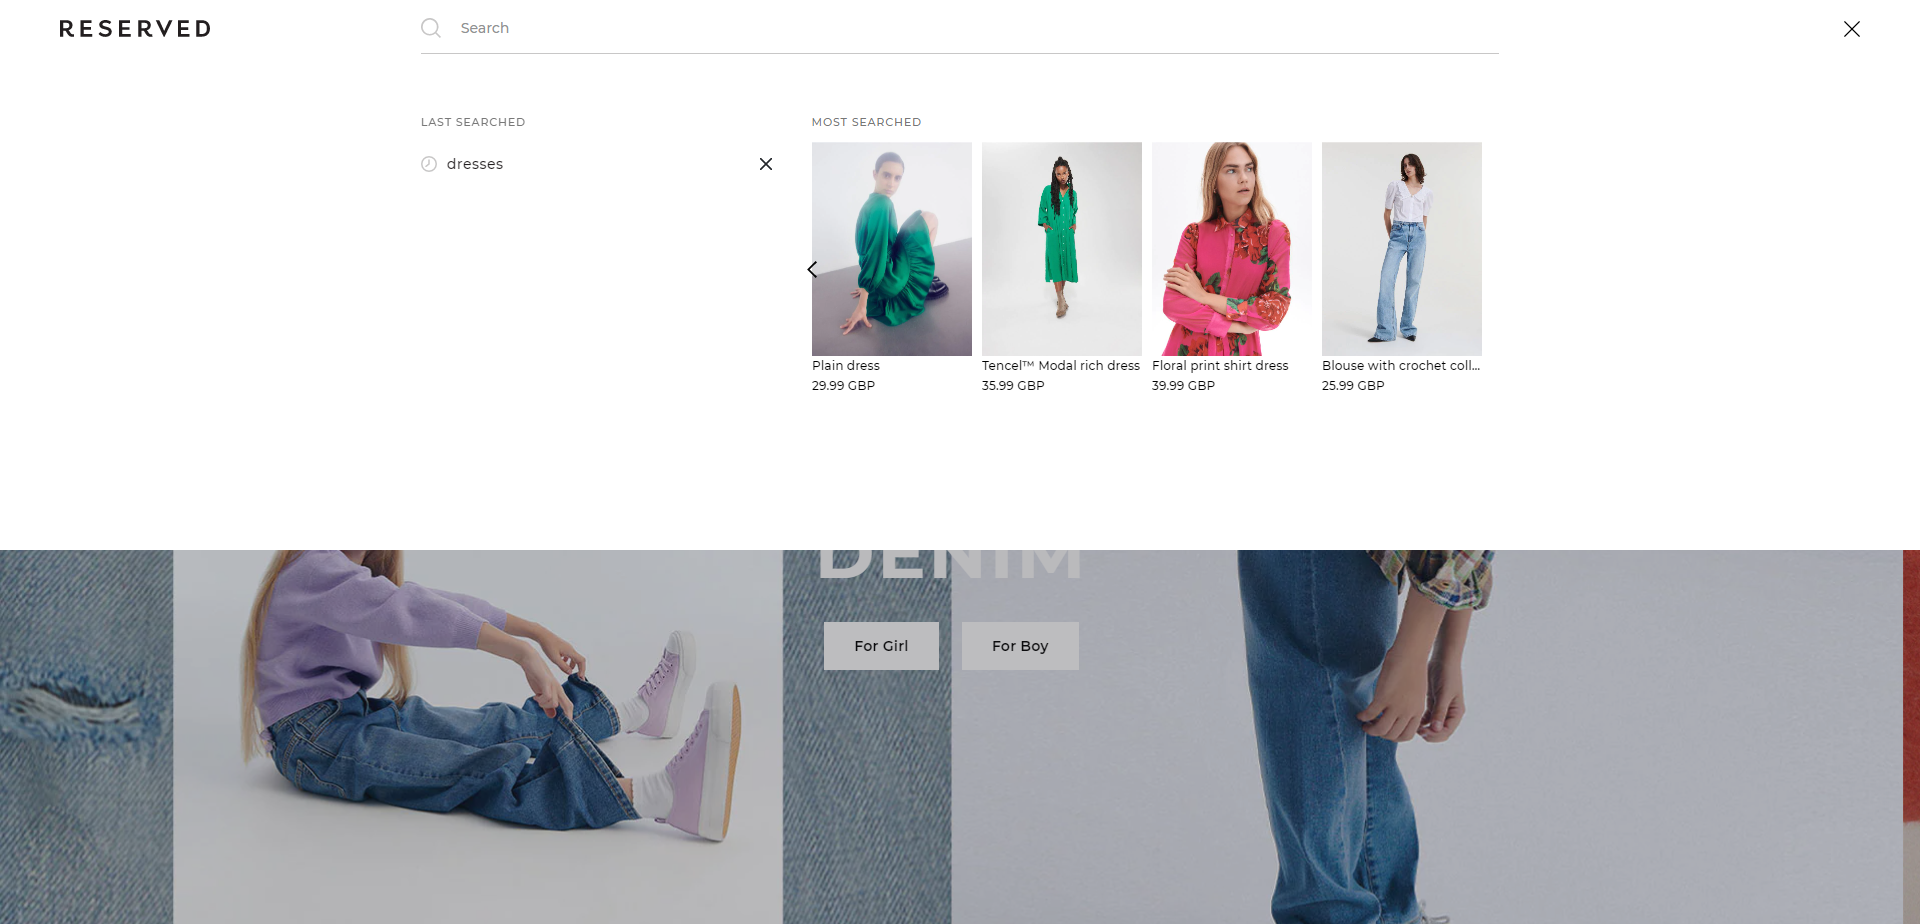 RESERVED
Search
LAST SEARCHED
dresses
MOST SEARCHED
Plain dress
29.99 GBP
Tencel™ Modal rich dress
35.99 GBP
Floral print shirt dress
39.99 GBP
Blouse with crochet coll...
25.99 GBP
DENIM
For Girl
For Boy